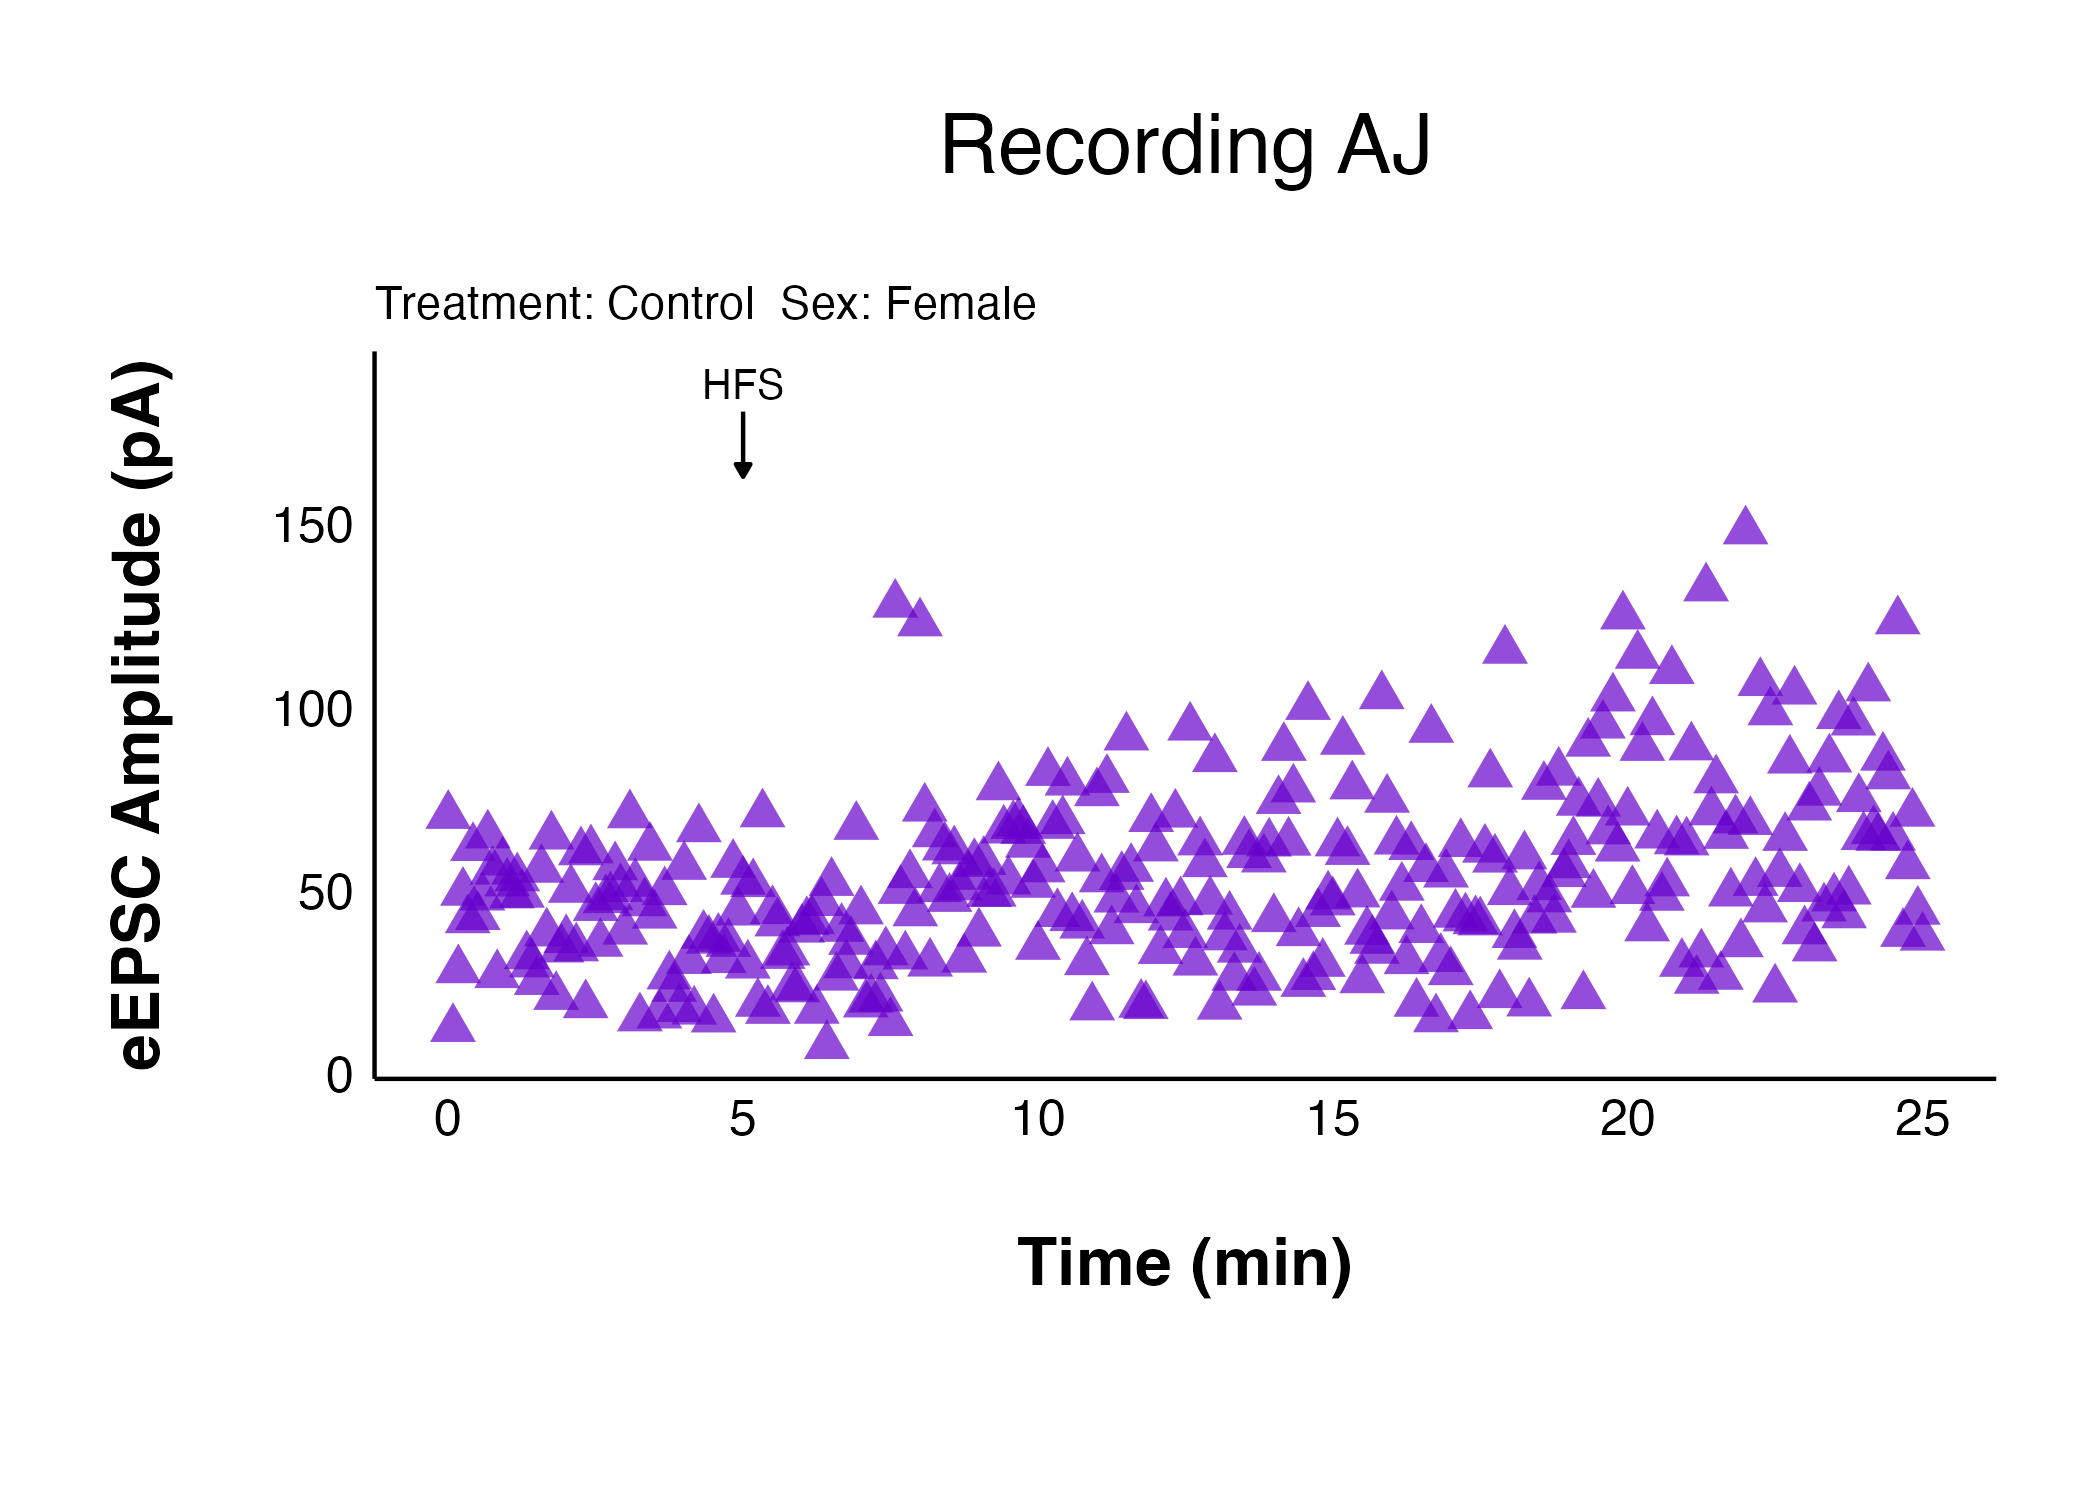 Recording AJ
Treatment: Control  Sex: Female
HFS
eEPSC Amplitude (pA)
150
100
50
0
0 5 10 15 20 25
Time (min)